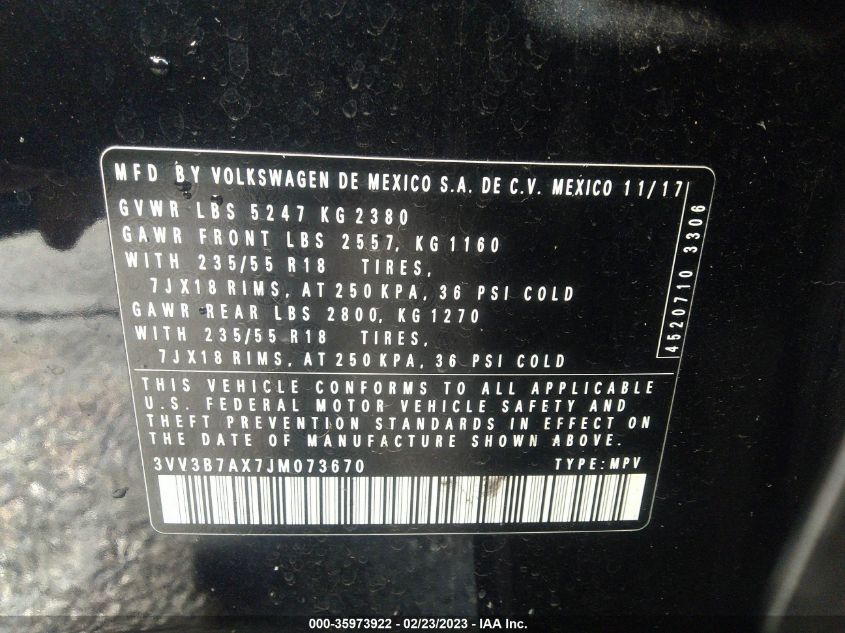 MFD BY VOLKSWAGEN DE MEXICO S.A. DE C.V. MEXICO 11/17
GVWR LBS 5247 KG 2380
GAWR FRONT LBS 2557, KG 1160
WITH 235/55 R18 TIRES,
7JX18 RIMS, AT 250 KPA, 36 PSI COLD
GAWR REAR LBS 2800, KG 1270
WITH 235/55 R18 TIRES,
7JX18 RIMS, AT 250 KPA, 36 PSI COLD
4520710 3306
THIS VEHICLE CONFORMS TO ALL APPLICABLE
U.S. FEDERAL MOTOR VEHICLE SAFETY AND
THEFT PREVENTION STANDARDS IN EFFECT ON
THE DATE OF MANUFACTURE SHOWN ABOVE.
3VV3B7AX7JM073670 TYPE: MPV
000-35973922 - 02/23/2023 - IAA Inc.